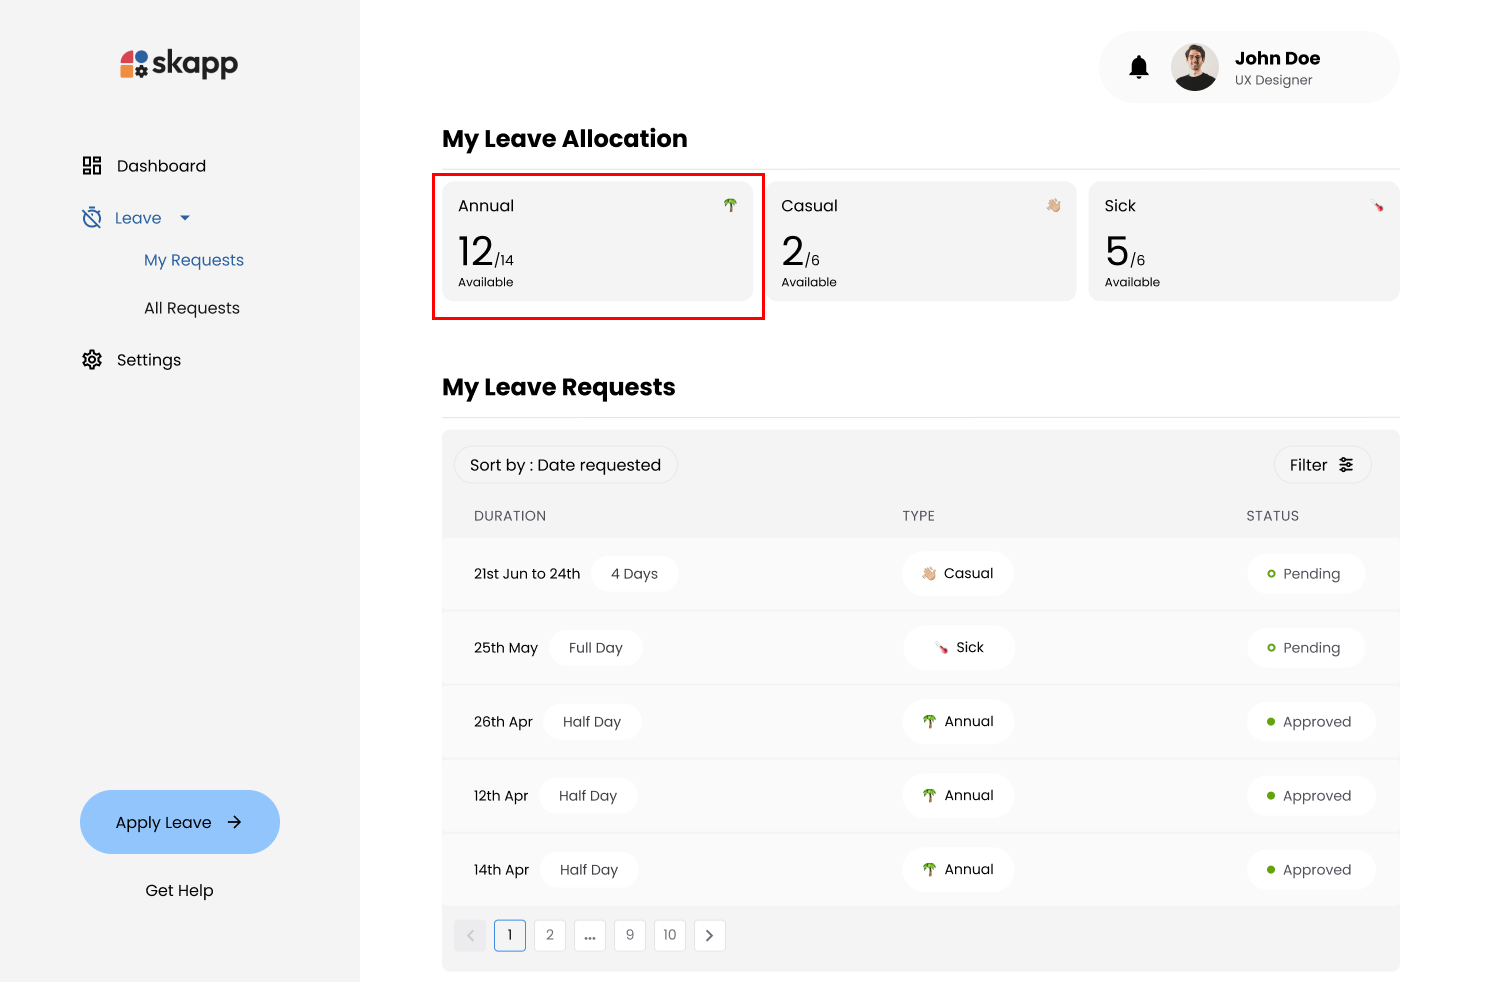 skapp
John Doe
UX Designer
Dashboard
Leave
My Requests
All Requests
Settings
Apply Leave
Get Help
My Leave Allocation
Annual
12/14
Available
Casual
2/6
Available
Sick
5/6
Available
My Leave Requests
Sort by : Date requested
Filter
DURATION TYPE STATUS
21st Jun to 24th 4 Days Casual Pending
25th May Full Day Sick Pending
26th Apr Half Day Annual Approved
12th Apr Half Day Annual Approved
14th Apr Half Day Annual Approved
1 2 ... 9 10